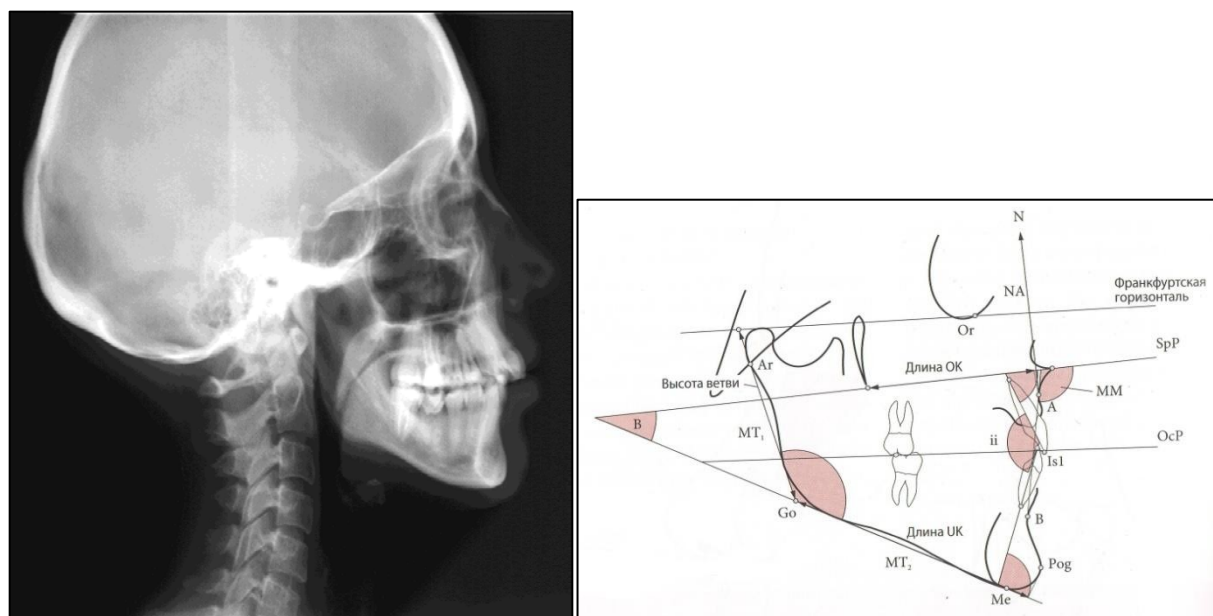 N
Франкфуртская
горизонталь
NA
Or
SpP
Ar
Длина ОК
Высота ветви
MM
A
B
MT₁
ii
OcP
Is1
Go
B
Длина UK
MT₂
Pog
Me